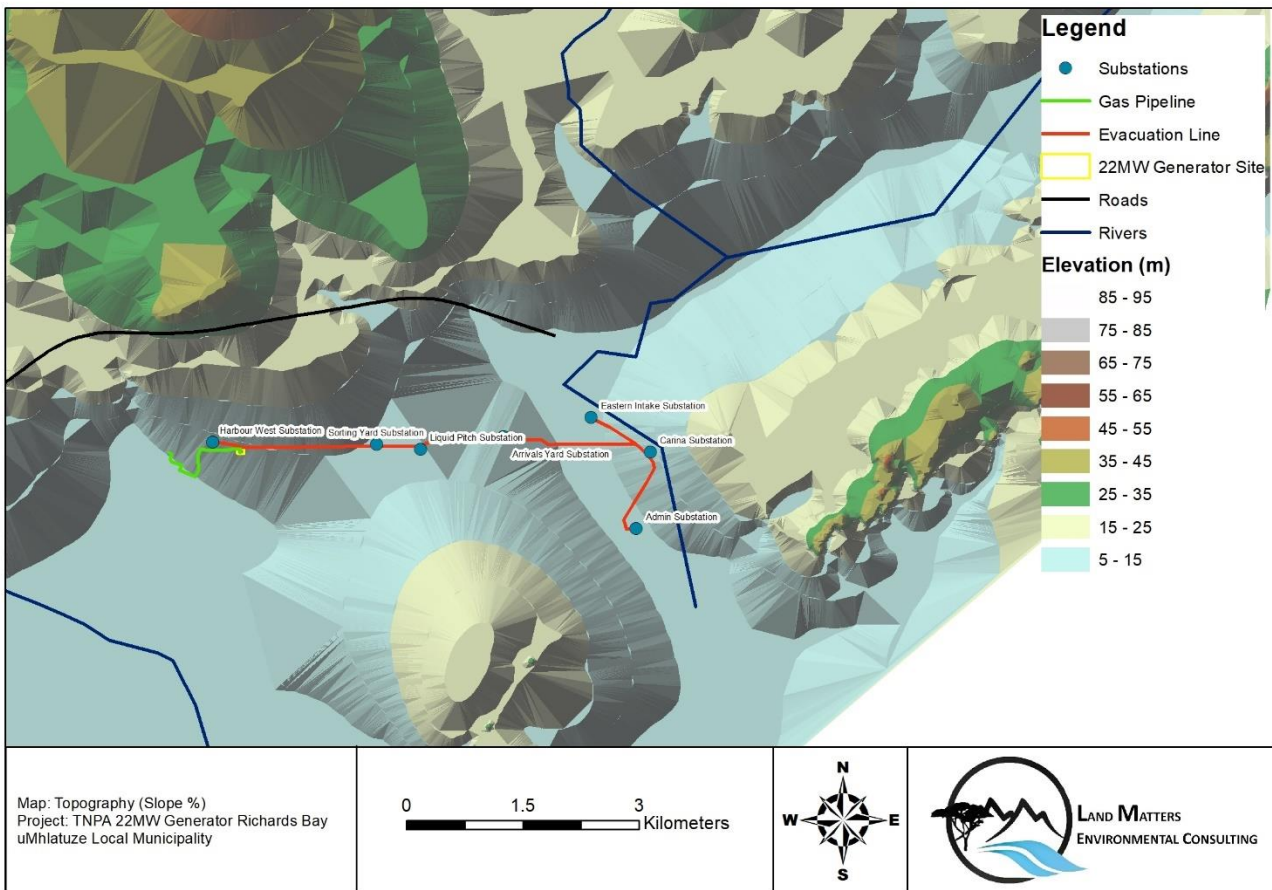 Legend
Substations
Gas Pipeline
Evacuation Line
22MW Generator Site
Roads
Rivers
Elevation (m)
85 - 95
75 - 85
65 - 75
55 - 65
45 - 55
35 - 45
25 - 35
15 - 25
5 - 15
Eastern Intake Substation
Harbour West Substation
Sorting Yard Substation
Liquid Pitch Substation
Carina Substation
Arrivals Yard Substation
Admin Substation
Map: Topography (Slope %)
Project: TNPA 22MW Generator Richards Bay
uMhlatuze Local Municipality
0 1.5 3
Kilometers
N
W E
S
LAND MATTERS
ENVIRONMENTAL CONSULTING